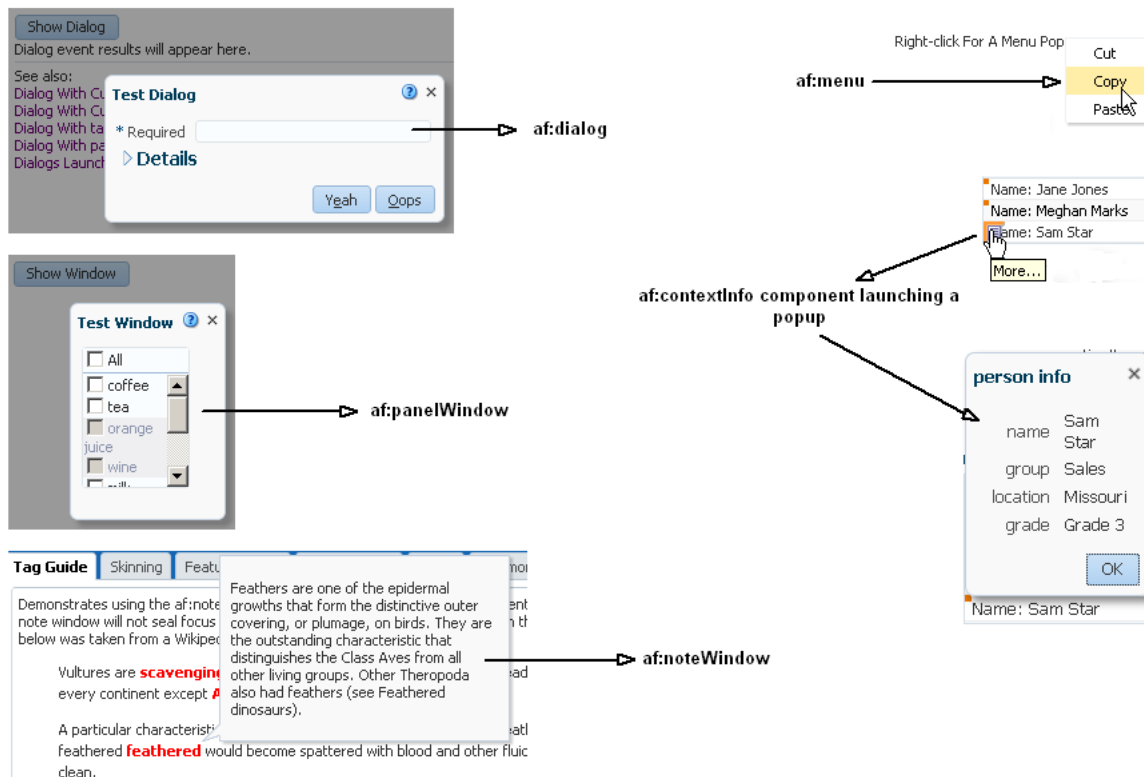 Show Dialog
Dialog event results will appear here.
See also:
Dialog With Cu
Dialog With Cu
Dialog With ta
Dialog With pa
Dialogs Launch
Test Dialog
* Required
Details
Yeah
Oops
af:dialog
Right-click For A Menu Pop
af:menu
Cut
Copy
Paste
Name: Jane Jones
Name: Meghan Marks
Name: Sam Star
More...
af:contextInfo component launching a
popup
person info
name Sam
Star
group Sales
location Missouri
grade Grade 3
OK
Name: Sam Star
Show Window
Test Window
All
coffee
tea
orange
juice
wine
af:panelWindow
Tag Guide Skinning Featu
Demonstrates using the af:note
note window will not seal focus
below was taken from a Wikiped
Vultures are scavenging
every continent except A
A particular characteristi
feathered feathered would become spattered with blood and other fluid
clean.
Feathers are one of the epidermal
growths that form the distinctive outer
covering, or plumage, on birds. They are
the outstanding characteristic that
distinguishes the Class Aves from all
other living groups. Other Theropoda
also had feathers (see Feathered
dinosaurs).
af:noteWindow